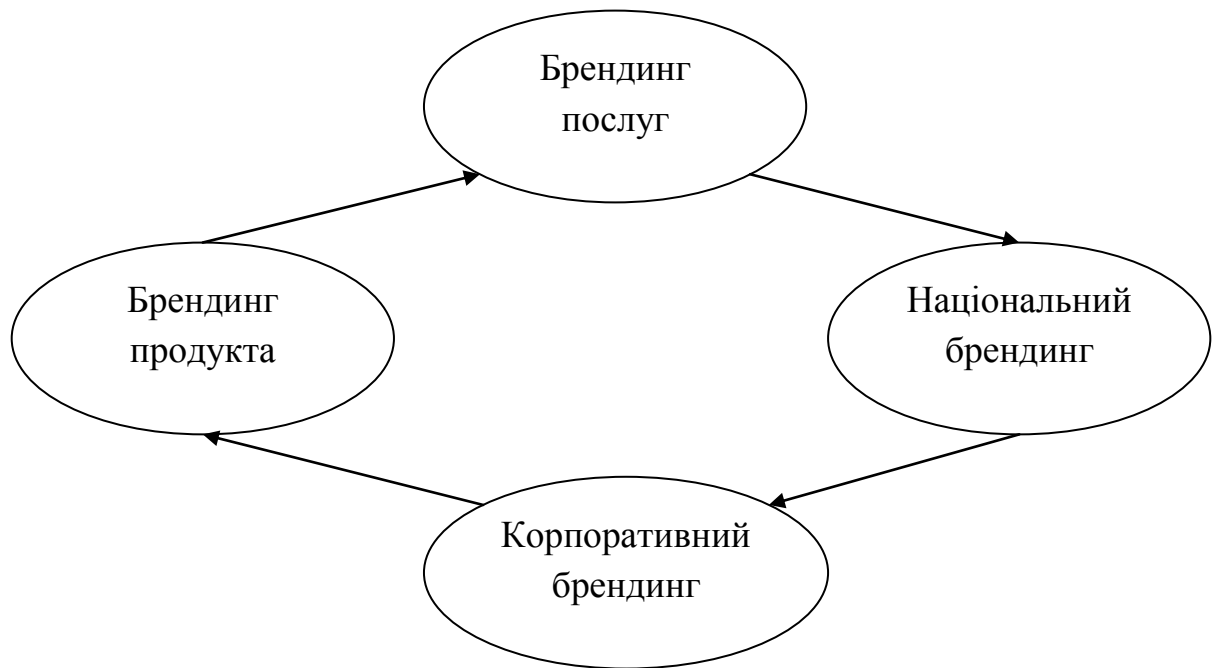 Брендинг
послуг
Брендинг
продукта
Національний
брендинг
Корпоративний
брендинг